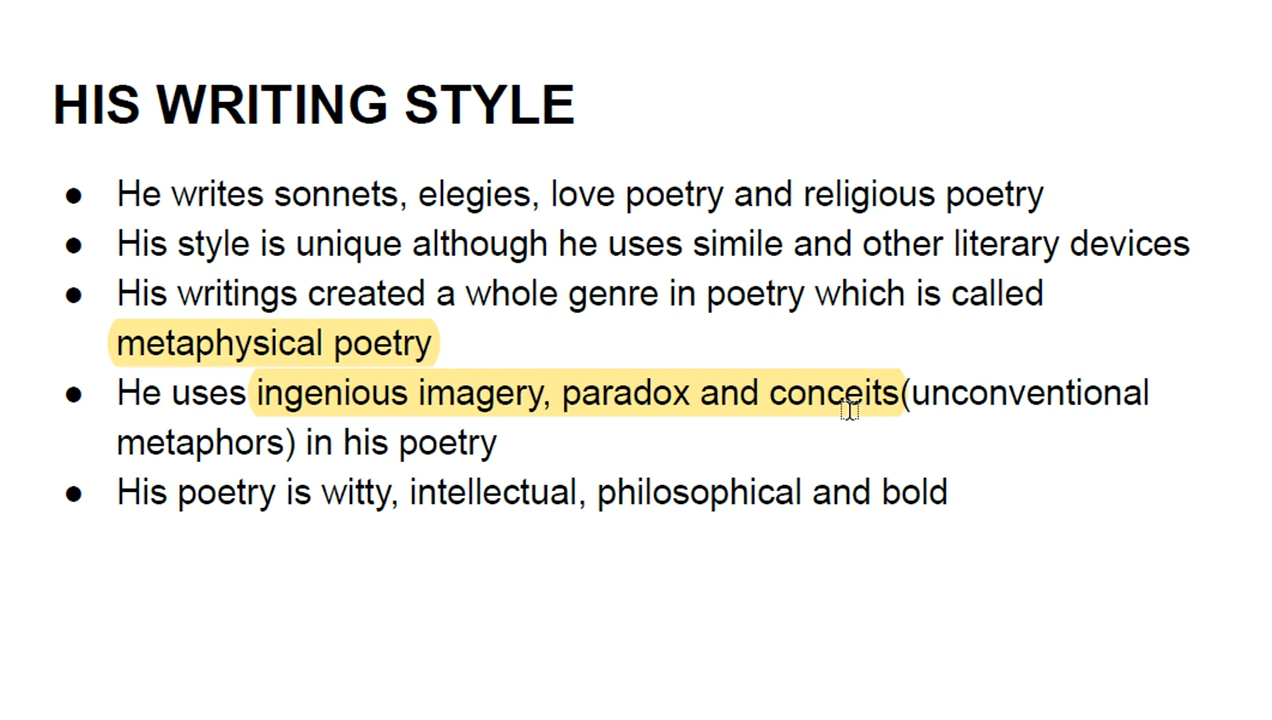 HIS WRITING STYLE
● He writes sonnets, elegies, love poetry and religious poetry
● His style is unique although he uses simile and other literary devices
● His writings created a whole genre in poetry which is called
metaphysical poetry
● He uses ingenious imagery, paradox and conceits(unconventional
metaphors) in his poetry
● His poetry is witty, intellectual, philosophical and bold